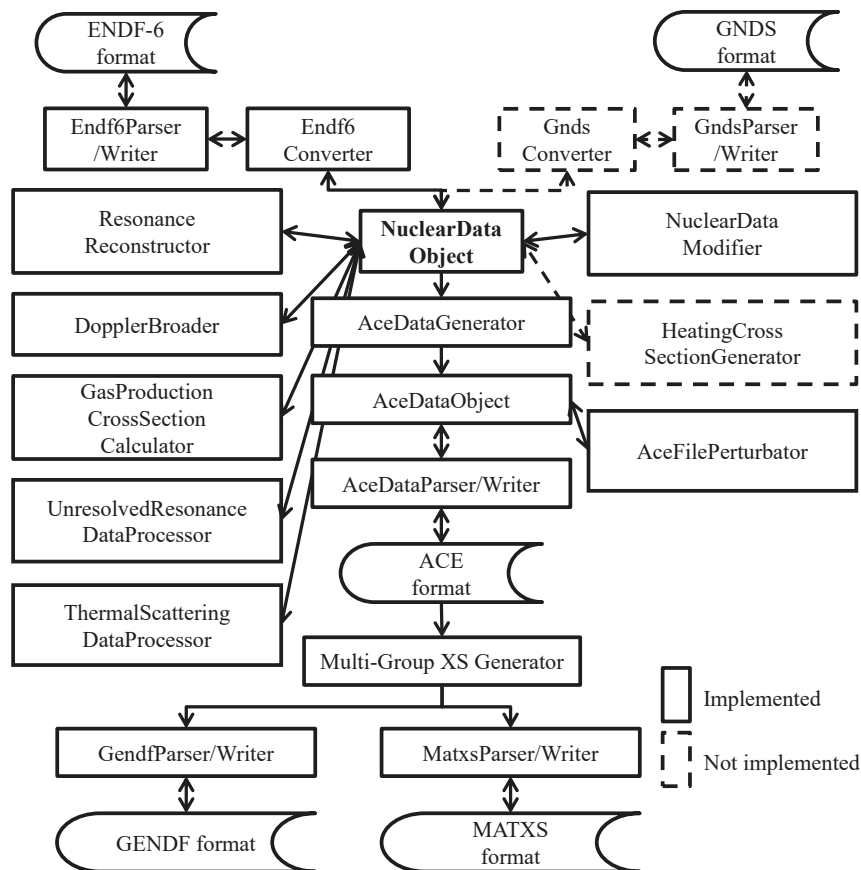 ENDF-6
format
GNDS
format
Endf6Parser
/Writer
Endf6
Converter
Gnds
Converter
GndsParser
/Writer
Resonance
Reconstructor
NuclearData
Object
NuclearData
Modifier
DopplerBroader
AceDataGenerator
HeatingCross
SectionGenerator
GasProduction
CrossSection
Calculator
AceDataObject
AceFilePerturbator
UnresolvedResonance
DataProcessor
AceDataParser/Writer
ACE
format
ThermalScattering
DataProcessor
Multi-Group XS Generator
Implemented
GendfParser/Writer
MatxsParser/Writer
Not implemented
GENDF format
MATXS
format